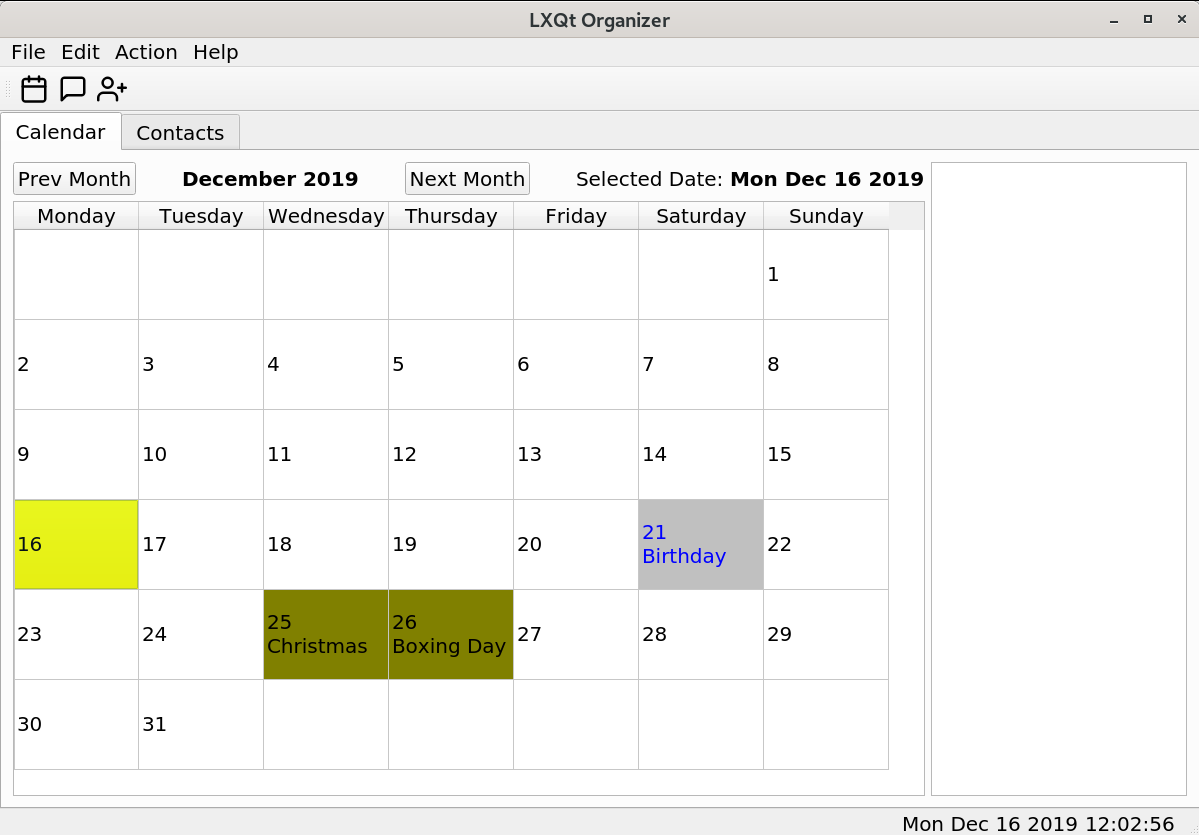 LXQt Organizer
File Edit Action Help
Calendar Contacts
Prev Month December 2019 Next Month Selected Date: Mon Dec 16 2019
Monday Tuesday Wednesday Thursday Friday Saturday Sunday
1
2 3 4 5 6 7 8
9 10 11 12 13 14 15
16 17 18 19 20 21 22
Birthday
23 24 25 26 27 28 29
Christmas Boxing Day
30 31
Mon Dec 16 2019 12:02:56